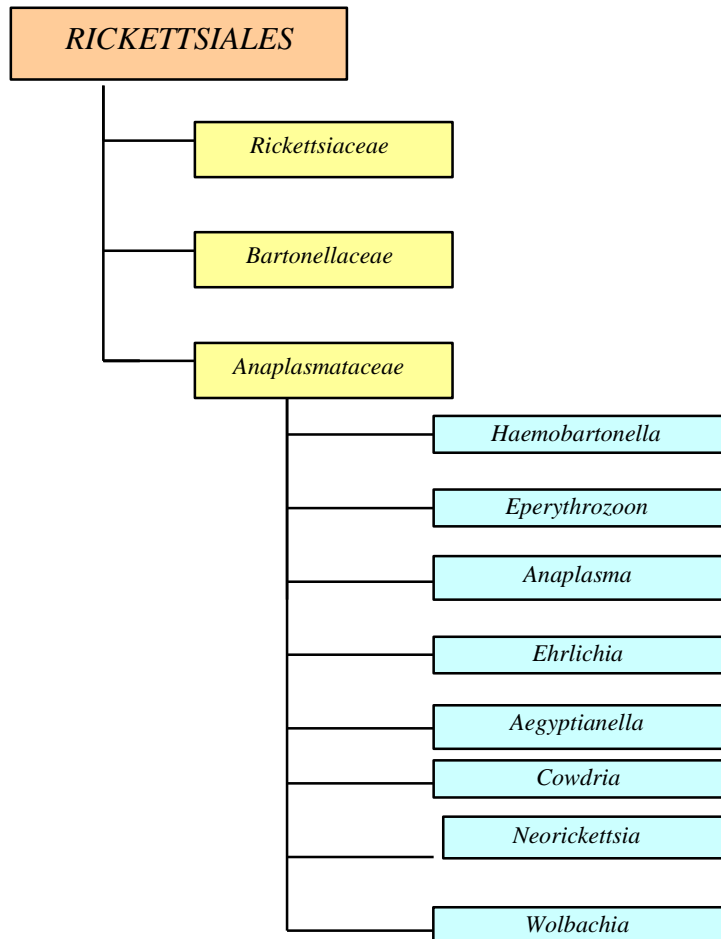 RICKETTSIALES
Rickettsiaceae
Bartonellaceae
Anaplasmataceae
Haemobartonella
Eperythrozoon
Anaplasma
Ehrlichia
Aegyptianella
Cowdria
Neorickettsia
Wolbachia